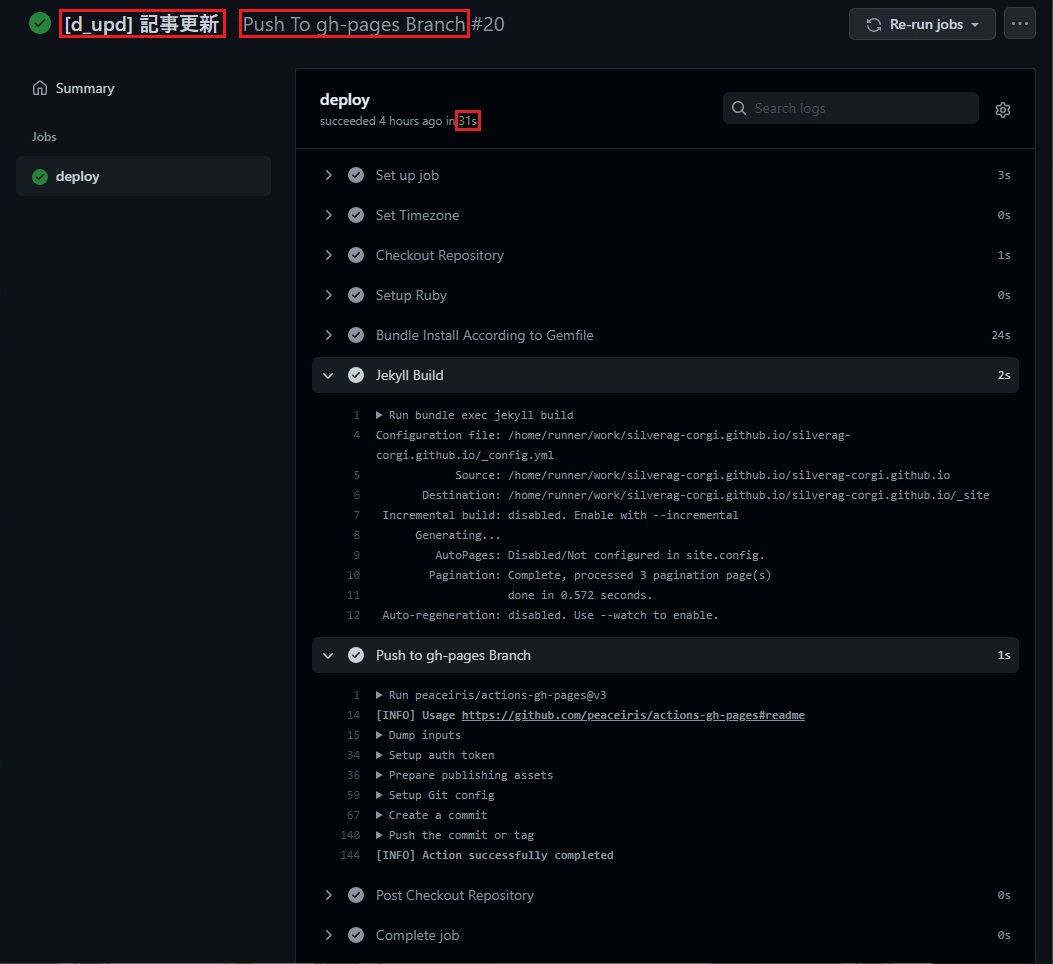 [d_upd] 記事更新 Push To gh-pages Branch #20
Re-run jobs
Summary
Jobs
deploy
deploy
succeeded 4 hours ago in 31s
Search logs
Set up job 3s
Set Timezone 0s
Checkout Repository 1s
Setup Ruby 0s
Bundle Install According to Gemfile 24s
Jekyll Build 2s
1 Run bundle exec jekyll build
4 Configuration file: /home/runner/work/silverag-corgi.github.io/silverag-
corgi.github.io/_config.yml
5 Source: /home/runner/work/silverag-corgi.github.io/silverag-corgi.github.io
6 Destination: /home/runner/work/silverag-corgi.github.io/silverag-corgi.github.io/_site
7 Incremental build: disabled. Enable with --incremental
8 Generating...
9 AutoPages: Disabled/Not configured in site.config.
10 Pagination: Complete, processed 3 pagination page(s)
11 done in 0.572 seconds.
12 Auto-regeneration: disabled. Use --watch to enable.
Push to gh-pages Branch 1s
1 Run peaceiris/actions-gh-pages@v3
14 [INFO] Usage https://github.com/peaceiris/actions-gh-pages#readme
15 Dump inputs
34 Setup auth token
36 Prepare publishing assets
59 Setup Git config
67 Create a commit
140 Push the commit or tag
144 [INFO] Action successfully completed
Post Checkout Repository 0s
Complete job 0s